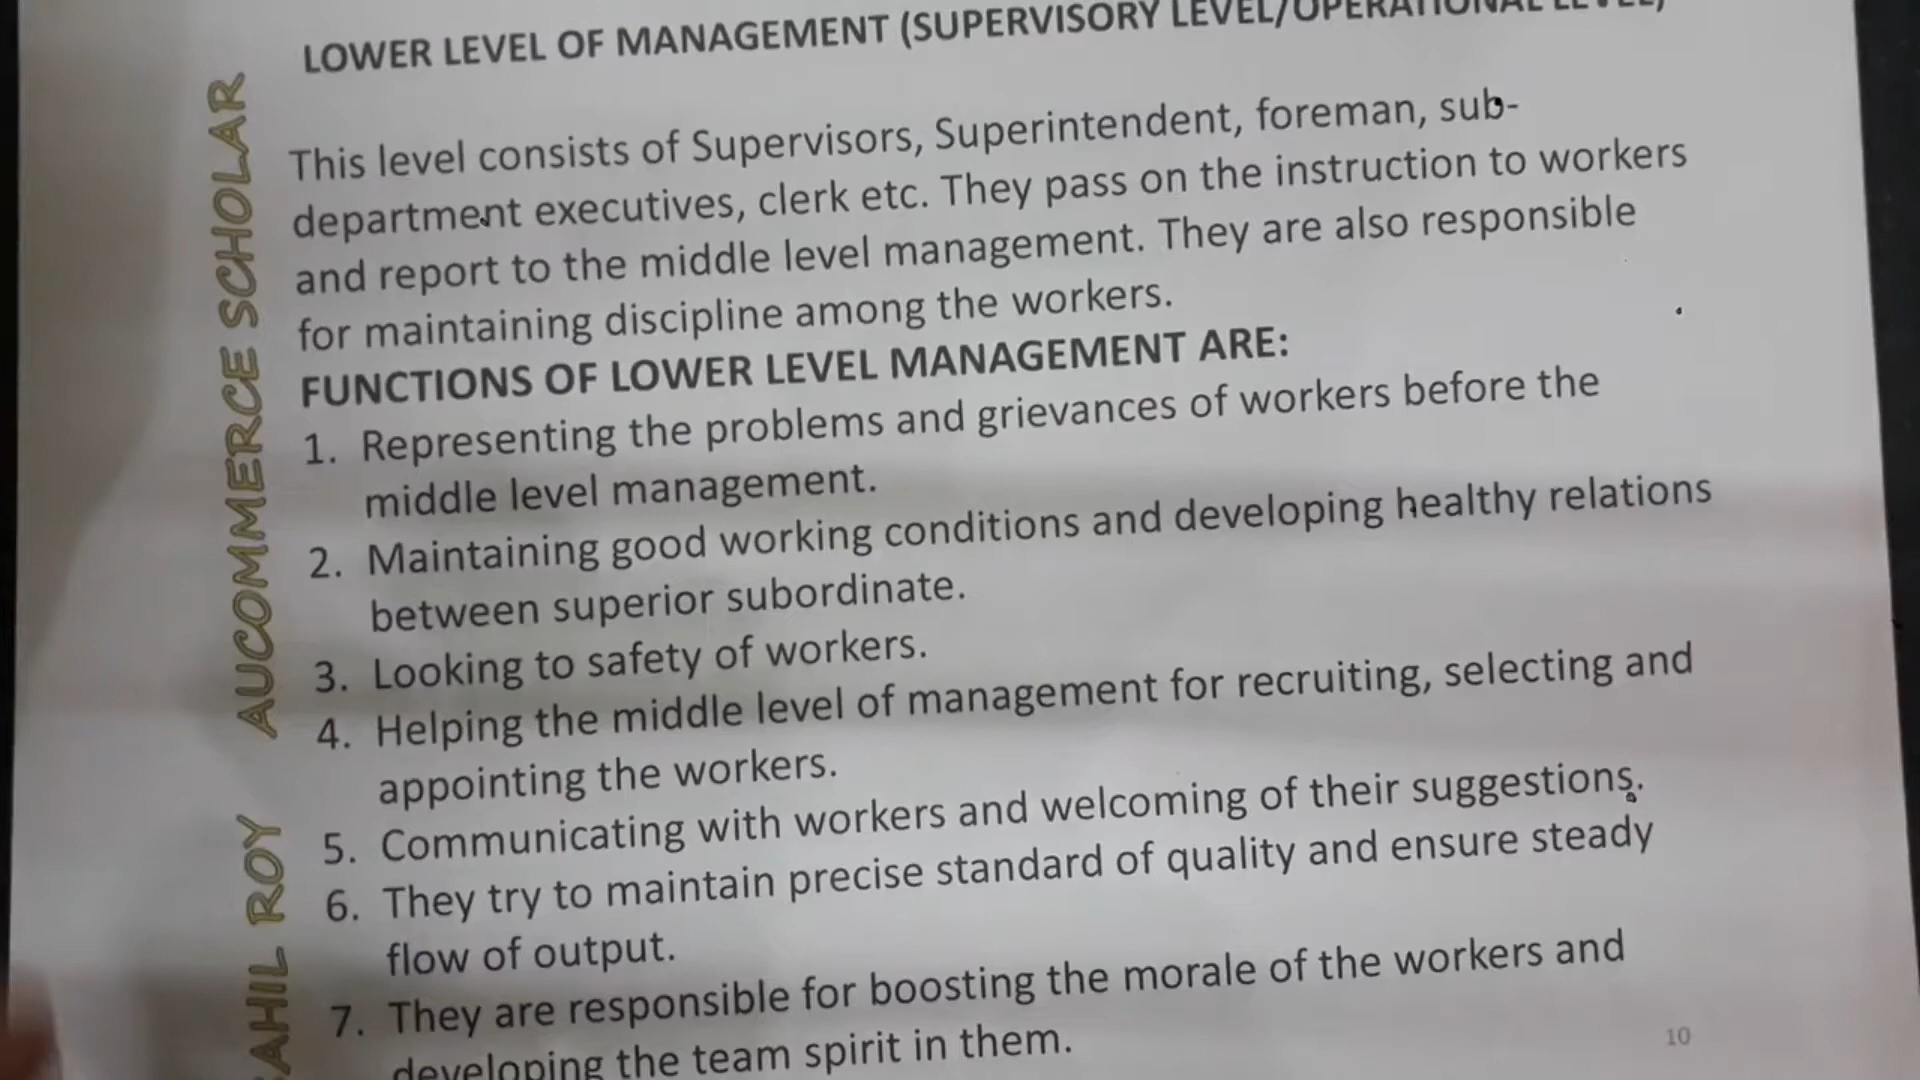 LOWER LEVEL OF MANAGEMENT (SUPERVISORY LEVEL/OPERATIONAL LEVEL)
This level consists of Supervisors, Superintendent, foreman, sub-
department executives, clerk etc. They pass on the instruction to workers
and report to the middle level management. They are also responsible
for maintaining discipline among the workers.
FUNCTIONS OF LOWER LEVEL MANAGEMENT ARE:
1. Representing the problems and grievances of workers before the
middle level management.
2. Maintaining good working conditions and developing healthy relations
between superior subordinate.
3. Looking to safety of workers.
4. Helping the middle level of management for recruiting, selecting and
appointing the workers.
5. Communicating with workers and welcoming of their suggestions.
6. They try to maintain precise standard of quality and ensure steady
flow of output.
7. They are responsible for boosting the morale of the workers and
developing the team spirit in them.
10
AHIL ROY AUCOMMERCE SCHOLAR